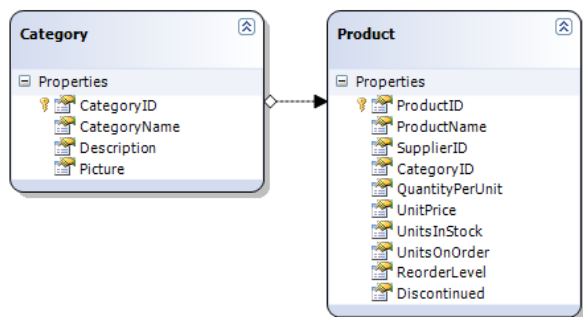 Category
Properties
CategoryID
CategoryName
Description
Picture
Product
Properties
ProductID
ProductName
SupplierID
CategoryID
QuantityPerUnit
UnitPrice
UnitsInStock
UnitsOnOrder
ReorderLevel
Discontinued